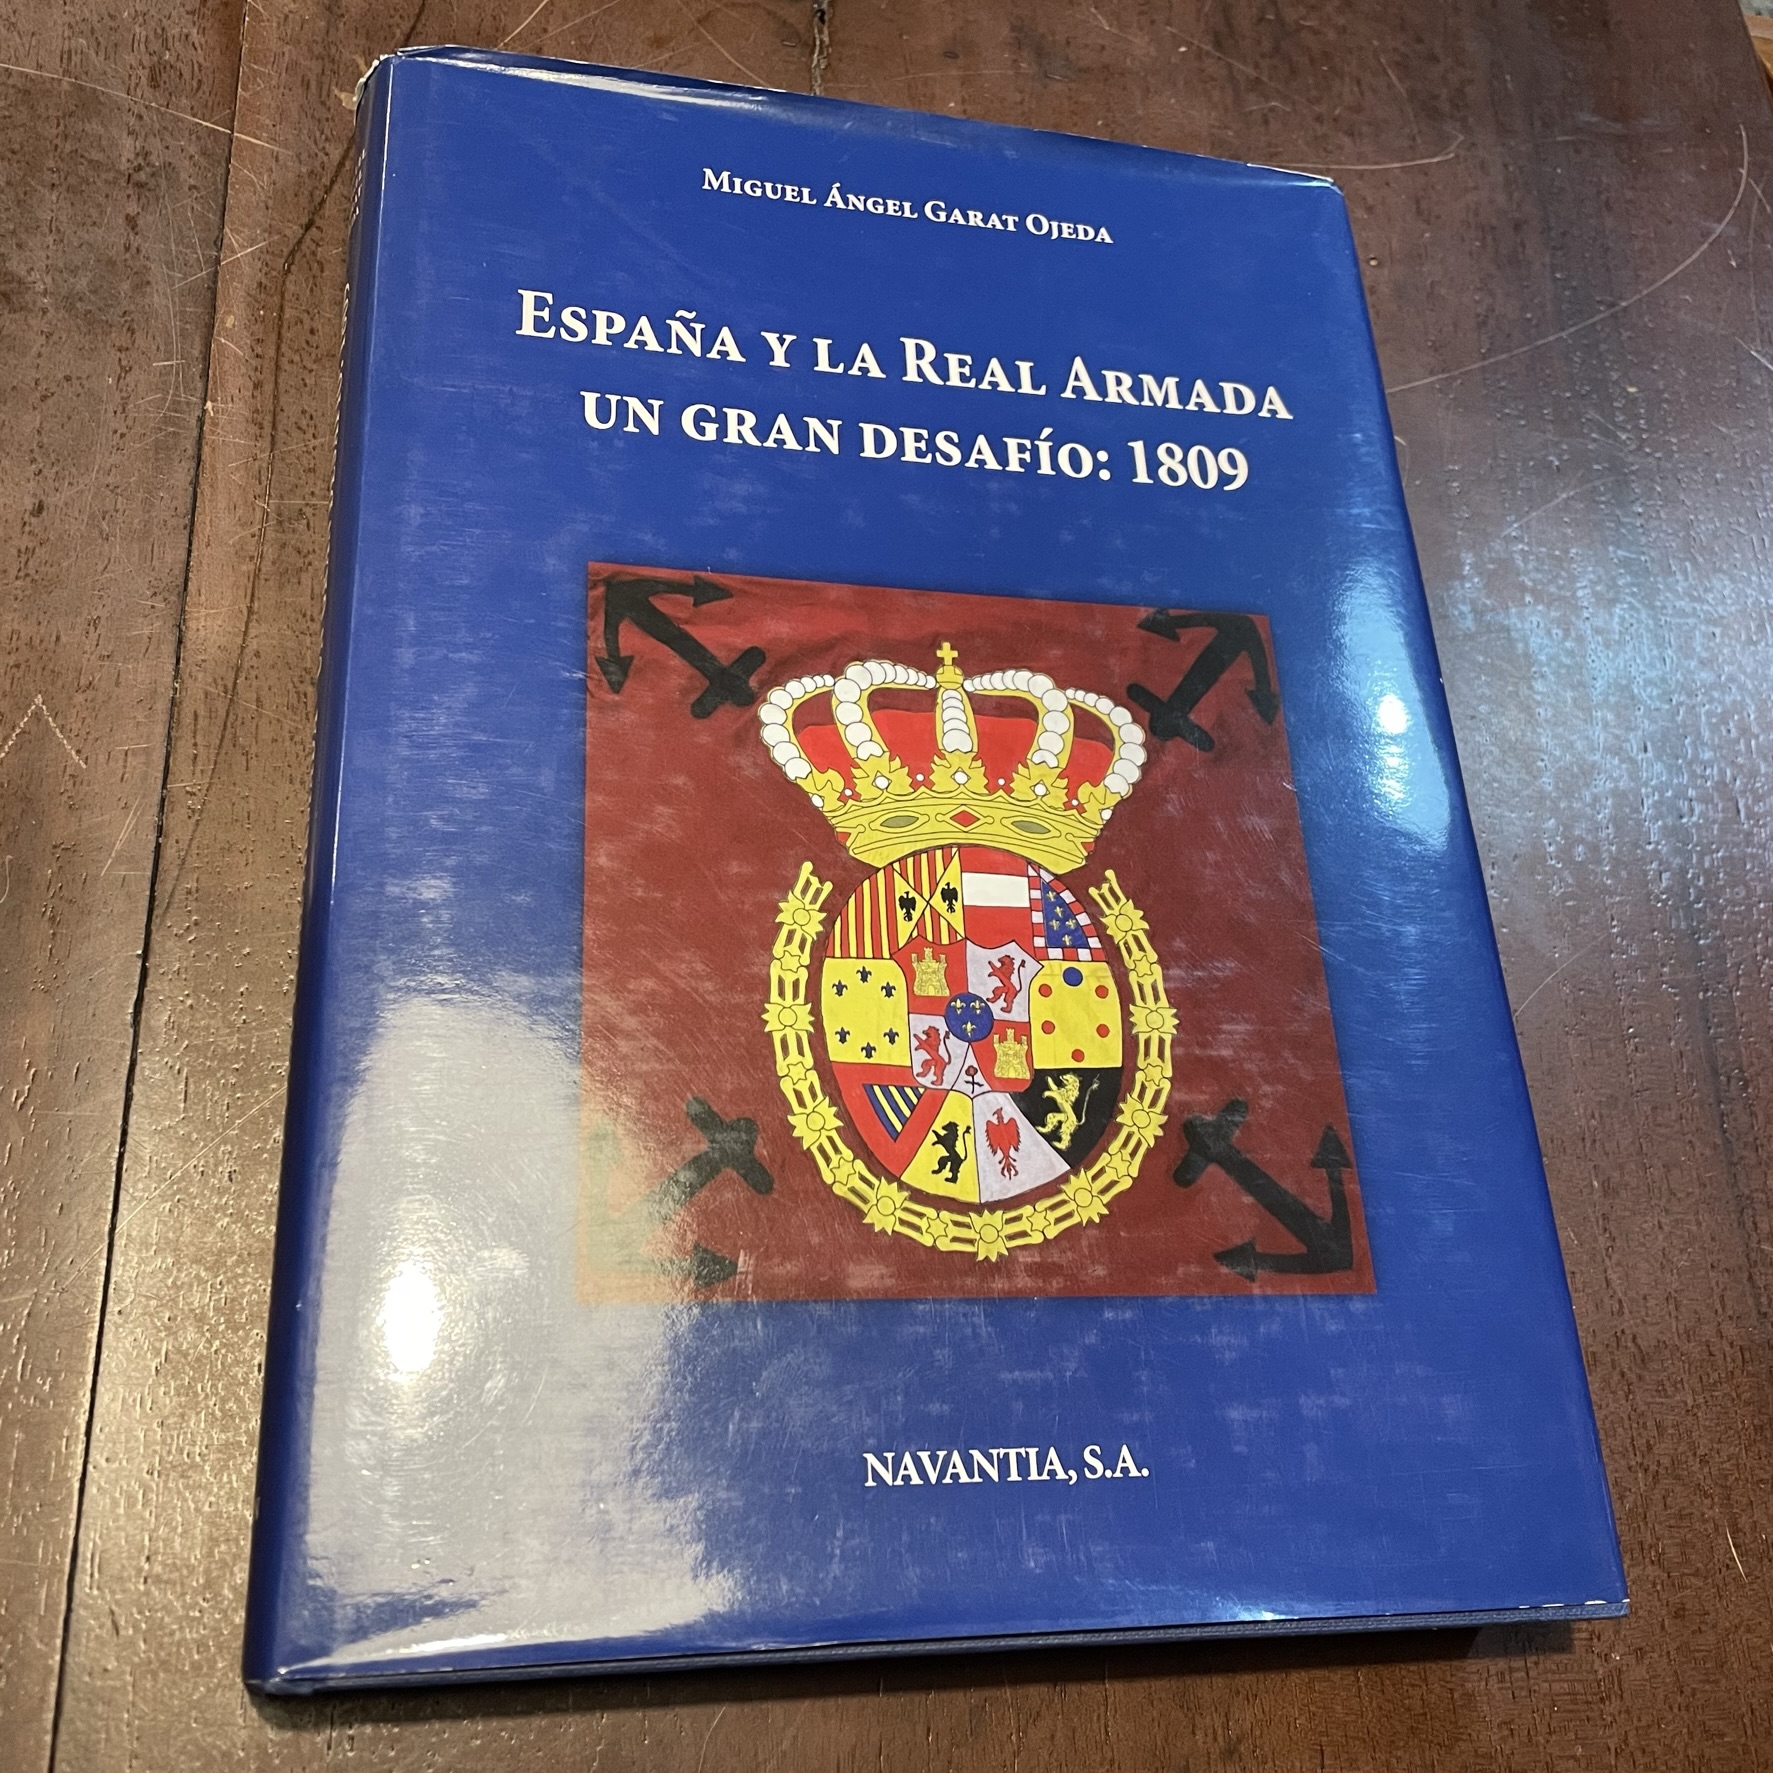 Miguel Ángel Garat Ojeda
España y la Real Armada
un gran desafío: 1809
NAVANTIA, S.A.